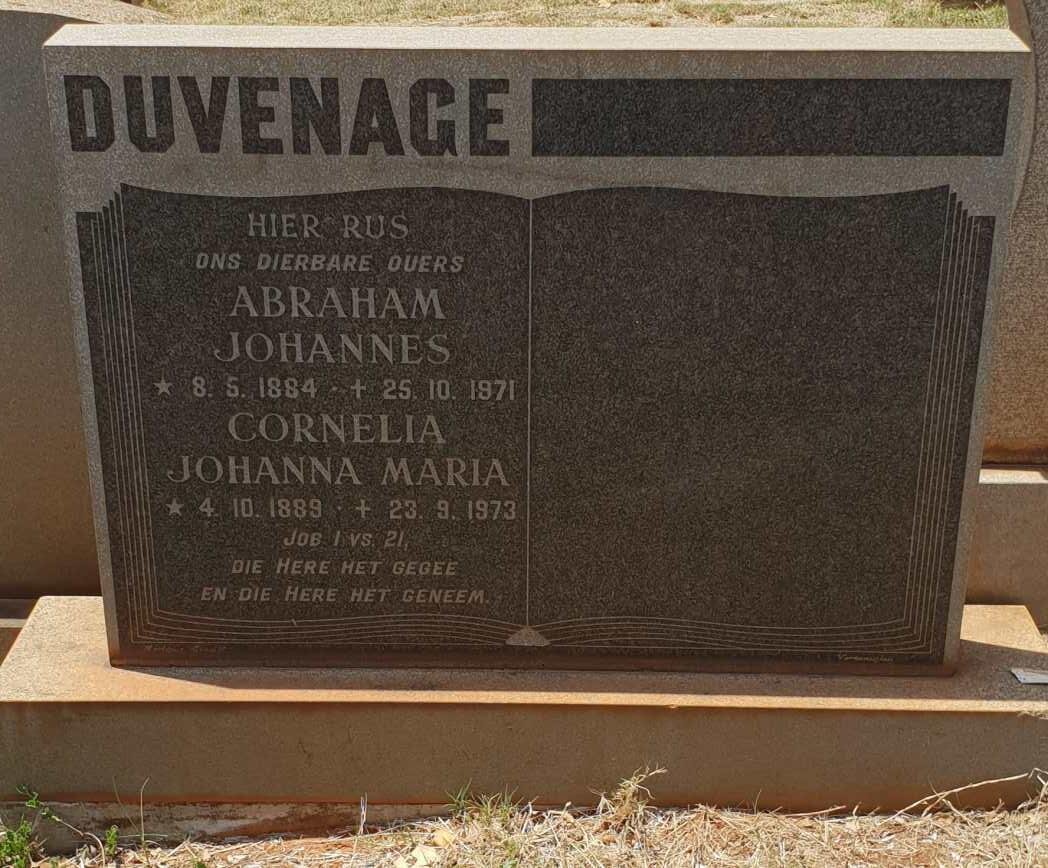 DUVENAGE
HIER RUS
ONS DIERBARE OUERS
ABRAHAM
JOHANNES
★ 8. 5. 1884 · ✝ 25. 10. 1971
CORNELIA
JOHANNA MARIA
★ 4. 10. 1889 · ✝ 23. 9. 1973
JOB 1 VS. 21,
DIE HERE HET GEGEE
EN DIE HERE HET GENEEM.